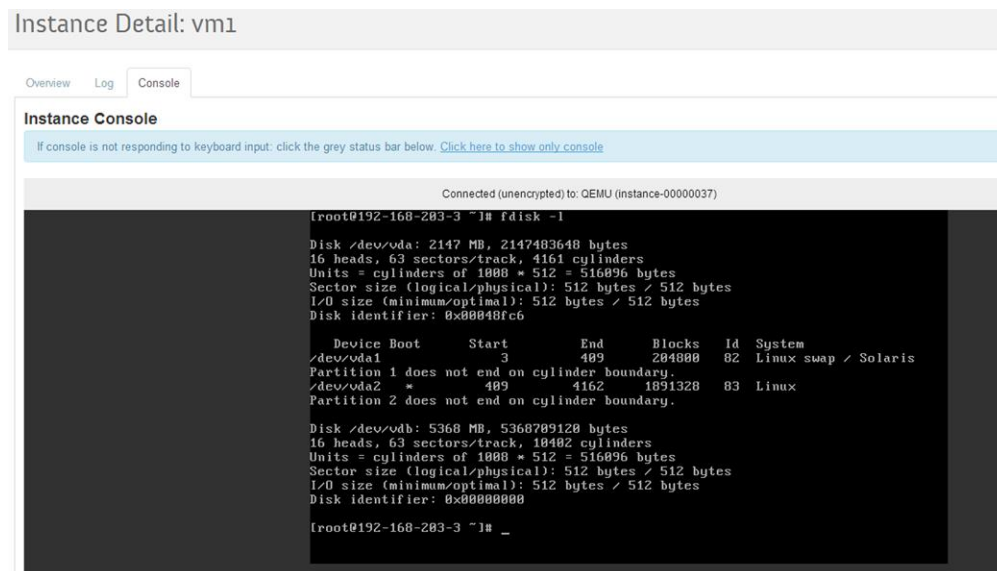 Instance Detail: vm1
Overview Log Console
Instance Console
If console is not responding to keyboard input: click the grey status bar below. Click here to show only console
Connected (unencrypted) to: QEMU (instance-00000037)
[root@192-168-203-3 ~]# fdisk -l
Disk /dev/vda: 2147 MB, 2147483648 bytes
16 heads, 63 sectors/track, 4161 cylinders
Units = cylinders of 1008 * 512 = 516096 bytes
Sector size (logical/physical): 512 bytes / 512 bytes
I/O size (minimum/optimal): 512 bytes / 512 bytes
Disk identifier: 0x00048fc6
Device Boot Start End Blocks Id System
/dev/vda1 3 409 204800 82 Linux swap / Solaris
Partition 1 does not end on cylinder boundary.
/dev/vda2 * 409 4162 1891328 83 Linux
Partition 2 does not end on cylinder boundary.
Disk /dev/vdb: 5368 MB, 5368709120 bytes
16 heads, 63 sectors/track, 10402 cylinders
Units = cylinders of 1008 * 512 = 516096 bytes
Sector size (logical/physical): 512 bytes / 512 bytes
I/O size (minimum/optimal): 512 bytes / 512 bytes
Disk identifier: 0x00000000
[root@192-168-203-3 ~]# _